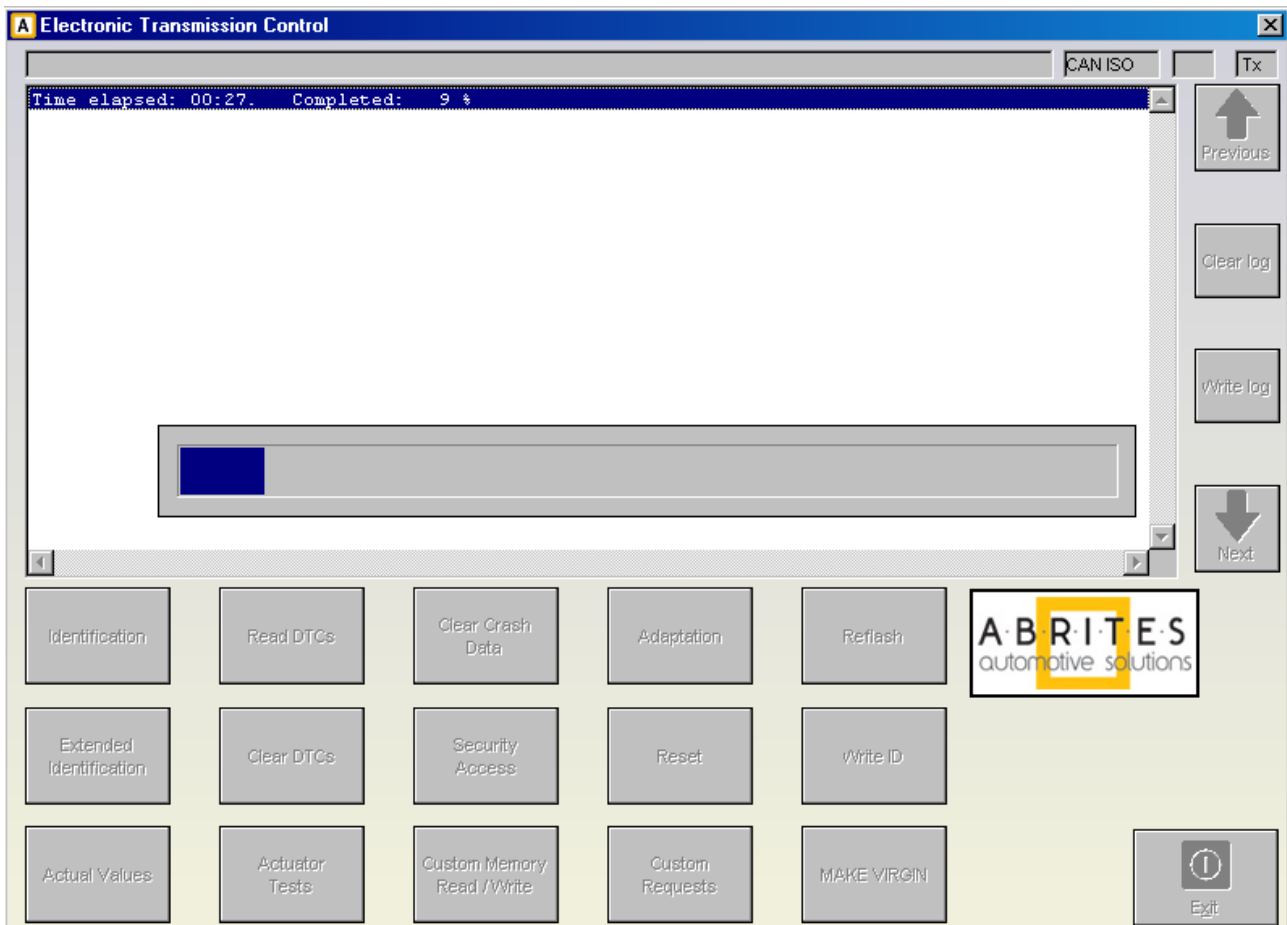 A Electronic Transmission Control
CAN ISO Tx
Time elapsed: 00:27. Completed: 9 %
Previous
Clear log
Write log
Next
Identification
Read DTCs
Clear Crash
Data
Adaptation
Reflash
A·B·R·I·T·E·S
automotive solutions
Extended
Identification
Clear DTCs
Security
Access
Reset
Write ID
Actual Values
Actuator
Tests
Custom Memory
Read / Write
Custom
Requests
MAKE VIRGIN
Exit